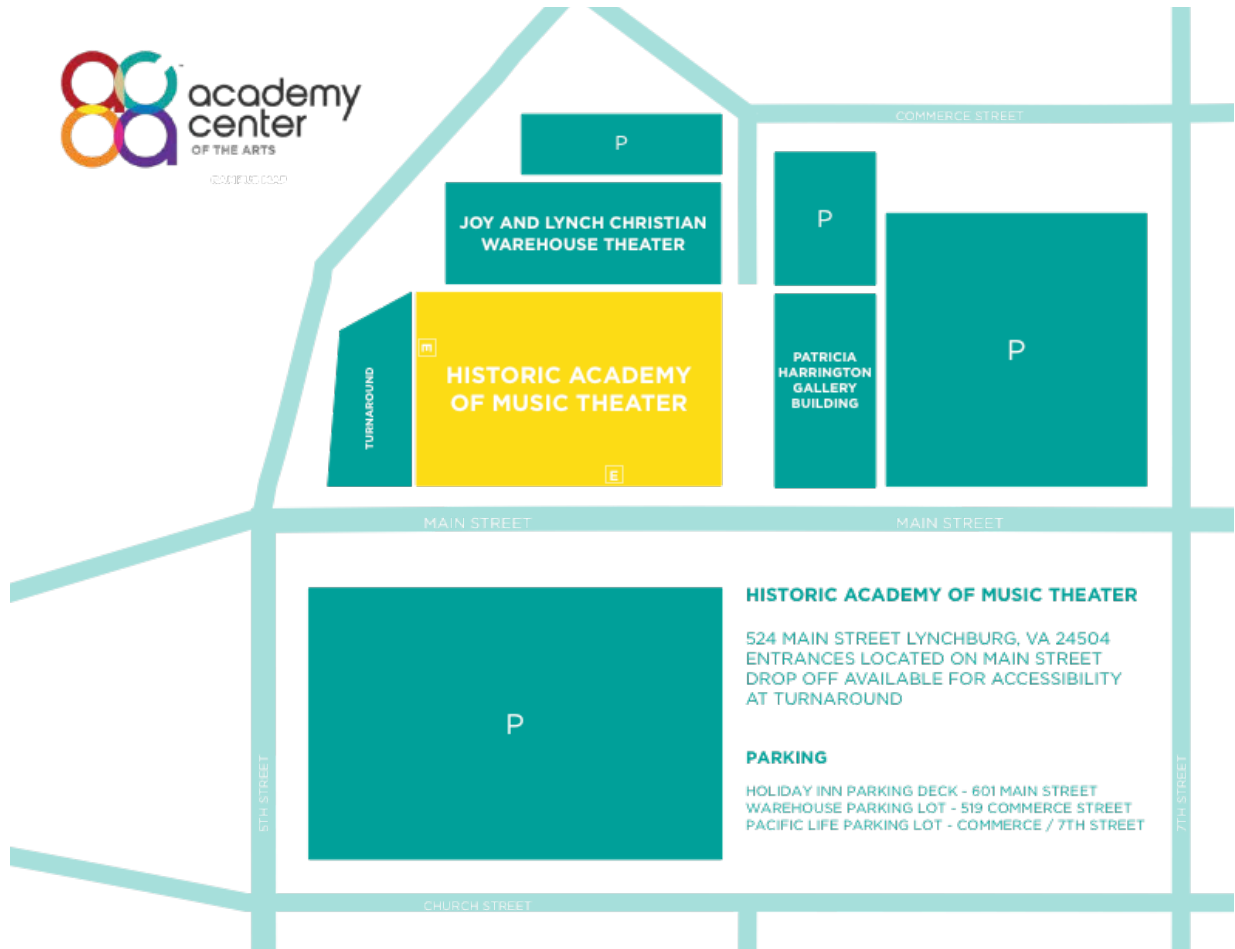 academy
center
OF THE ARTS
CAMPUS MAP
COMMERCE STREET
P
JOY AND LYNCH CHRISTIAN
WAREHOUSE THEATER
P
P
TURNAROUND
E
HISTORIC ACADEMY
OF MUSIC THEATER
E
PATRICIA
HARRINGTON
GALLERY
BUILDING
MAIN STREET
MAIN STREET
P
HISTORIC ACADEMY OF MUSIC THEATER
524 MAIN STREET LYNCHBURG, VA 24504
ENTRANCES LOCATED ON MAIN STREET
DROP OFF AVAILABLE FOR ACCESSIBILITY
AT TURNAROUND
PARKING
HOLIDAY INN PARKING DECK - 601 MAIN STREET
WAREHOUSE PARKING LOT - 519 COMMERCE STREET
PACIFIC LIFE PARKING LOT - COMMERCE / 7TH STREET
5TH STREET
7TH STREET
CHURCH STREET